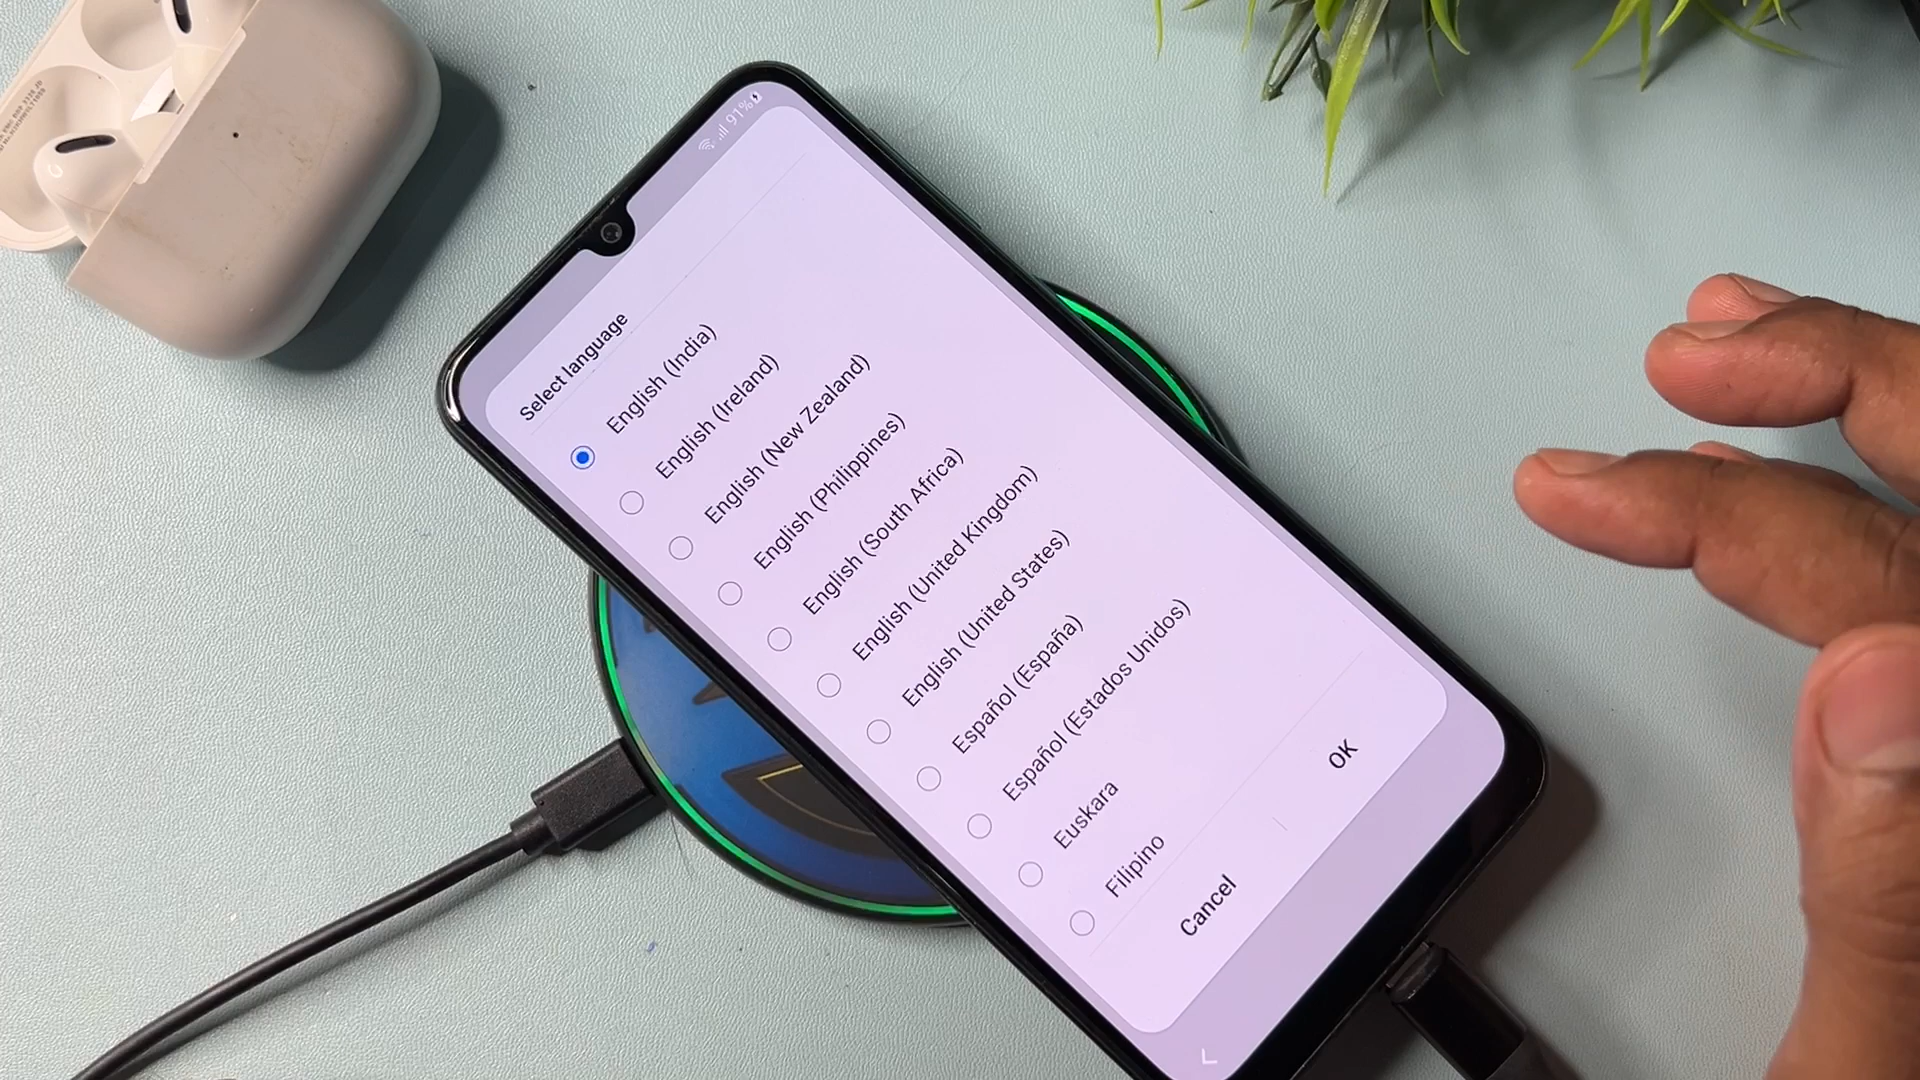 91%
Select language
English (India)
English (Ireland)
English (New Zealand)
English (Philippines)
English (South Africa)
English (United Kingdom)
English (United States)
Español (España)
Español (Estados Unidos)
Euskara
Filipino
Cancel
OK